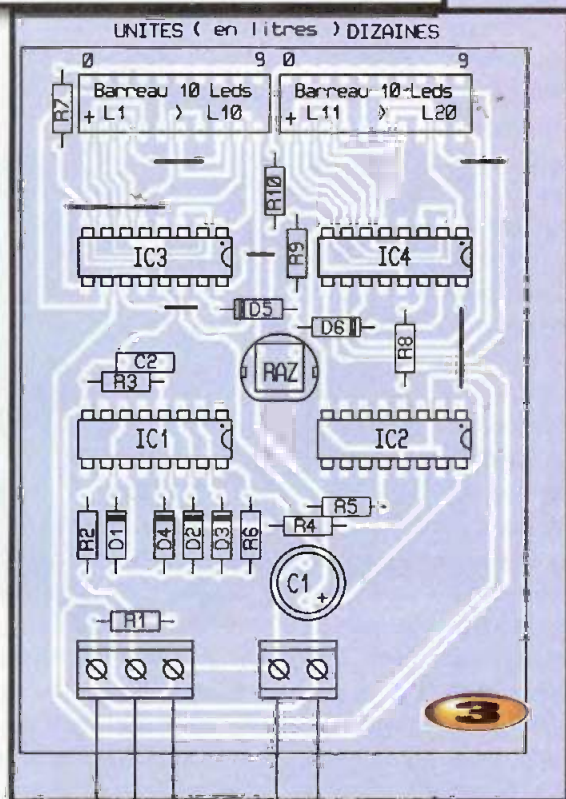 UNITES ( en litres ) DIZAINES
0 9 0 9
Barreau 10 Leds Barreau 10 Leds
+ L1 > L10 + L11 > L20
R7
R10
R9
IC3 IC4
D5
D6
R8
C2
R3
RAZ
IC1 IC2
R5
R4
R2 D1 D4 D2 D3 R6
C1
+
R1
3